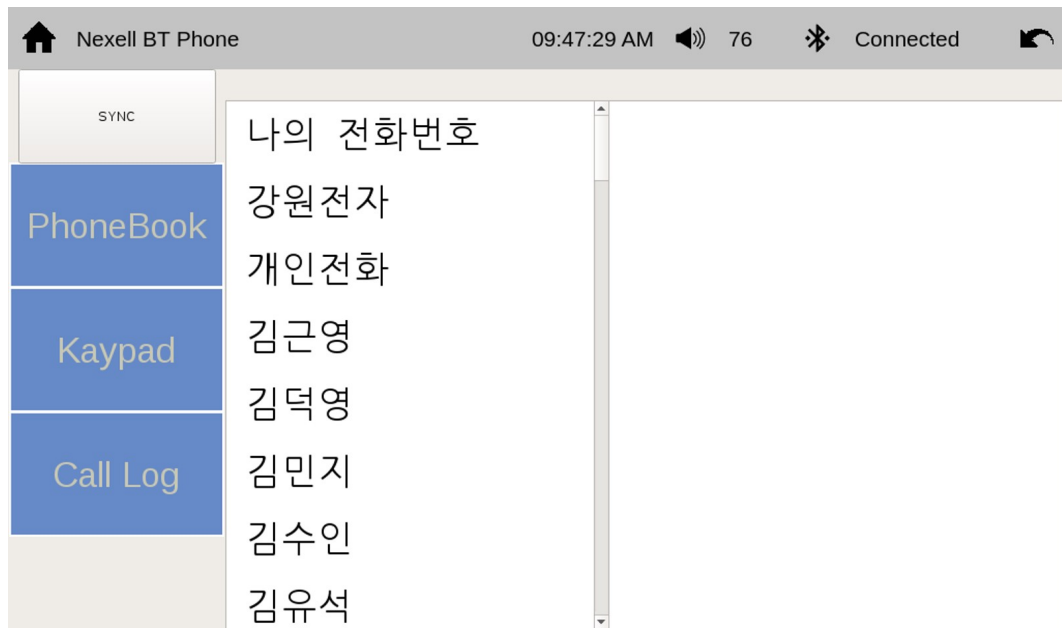 Nexell BT Phone 09:47:29 AM 76 Connected
SYNC
PhoneBook
Kaypad
Call Log
나의 전화번호
강원전자
개인전화
김근영
김덕영
김민지
김수인
김유석